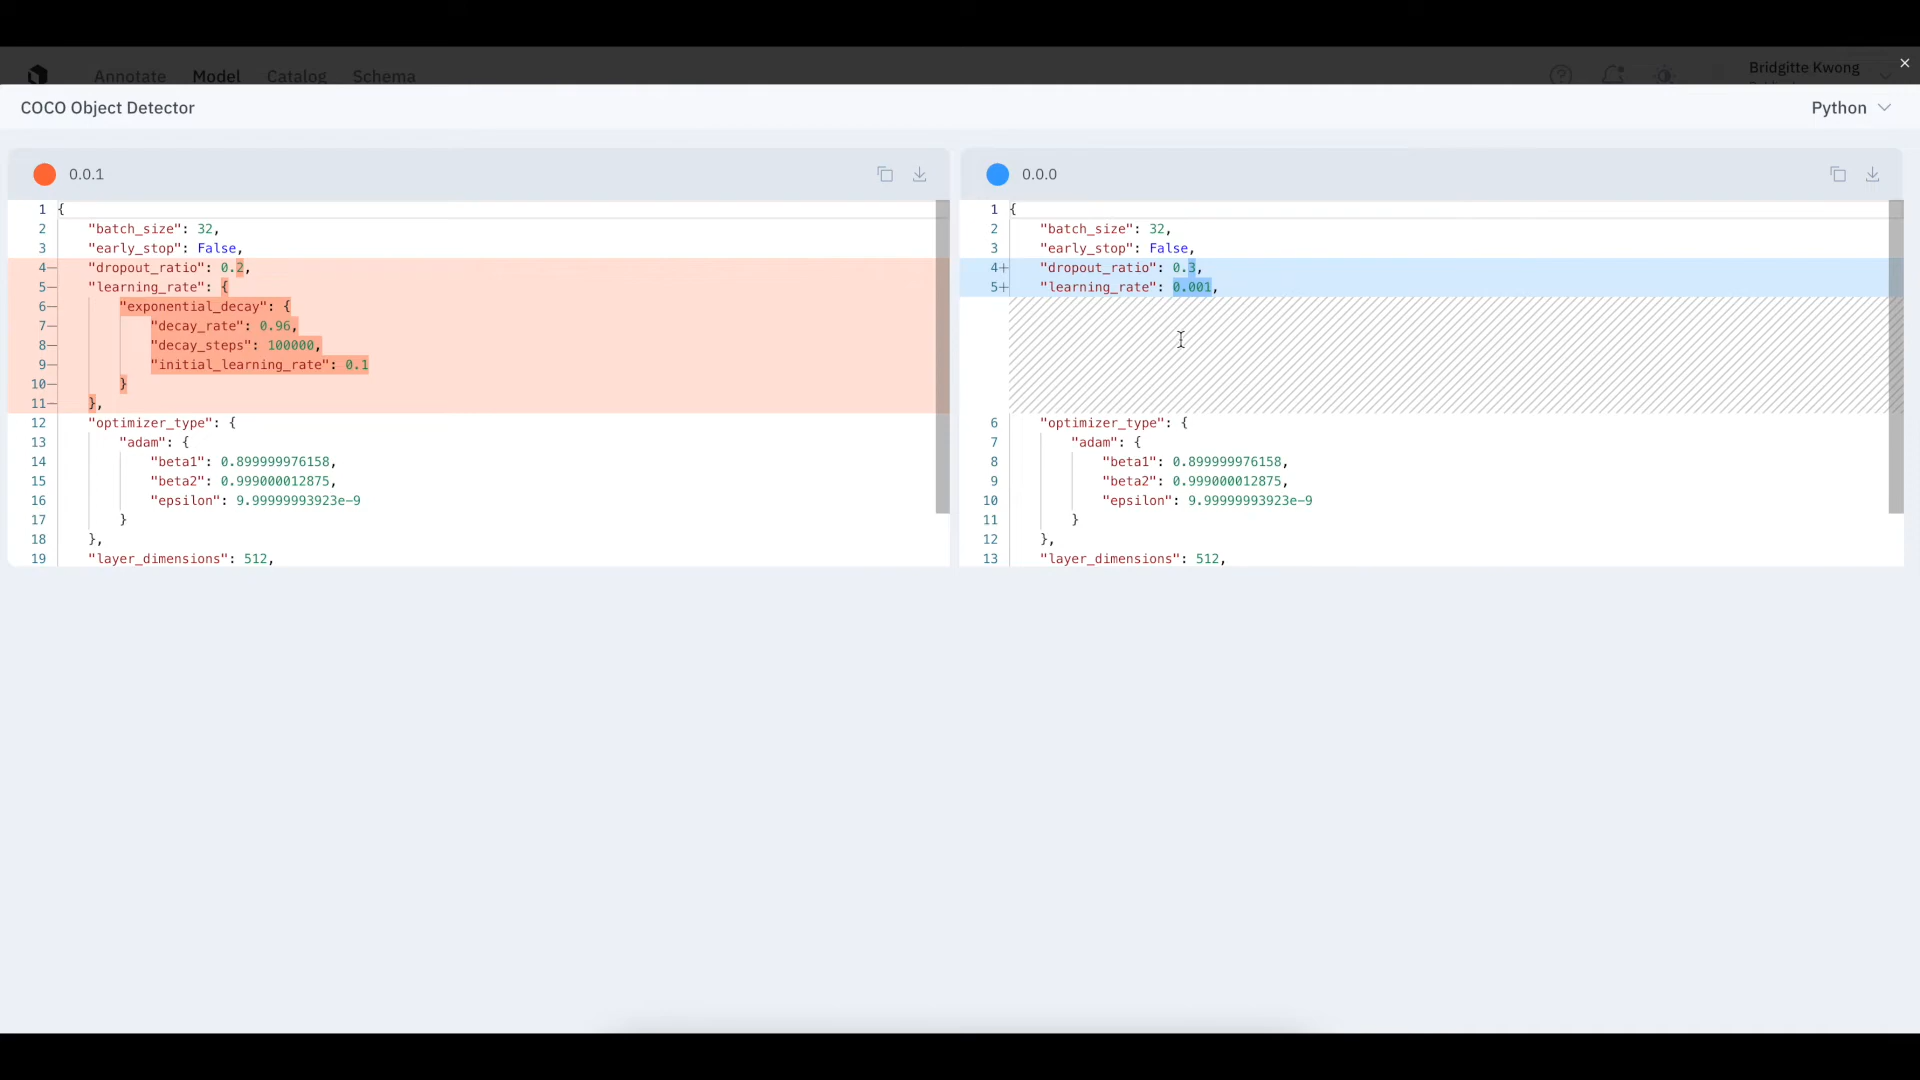 Annotate Model Catalog Schema
Bridgitte Kwong
COCO Object Detector
Python
0.0.1
1 {
2 "batch_size": 32,
3 "early_stop": False,
4— "dropout_ratio": 0.2,
5— "learning_rate": {
6— "exponential_decay": {
7— "decay_rate": 0.96,
8— "decay_steps": 100000,
9— "initial_learning_rate": 0.1
10— }
11— },
12 "optimizer_type": {
13 "adam": {
14 "beta1": 0.899999976158,
15 "beta2": 0.999000012875,
16 "epsilon": 9.99999993923e-9
17 }
18 },
19 "layer_dimensions": 512,
0.0.0
1 {
2 "batch_size": 32,
3 "early_stop": False,
4+ "dropout_ratio": 0.3,
5+ "learning_rate": 0.001,
6 "optimizer_type": {
7 "adam": {
8 "beta1": 0.899999976158,
9 "beta2": 0.999000012875,
10 "epsilon": 9.99999993923e-9
11 }
12 },
13 "layer_dimensions": 512,